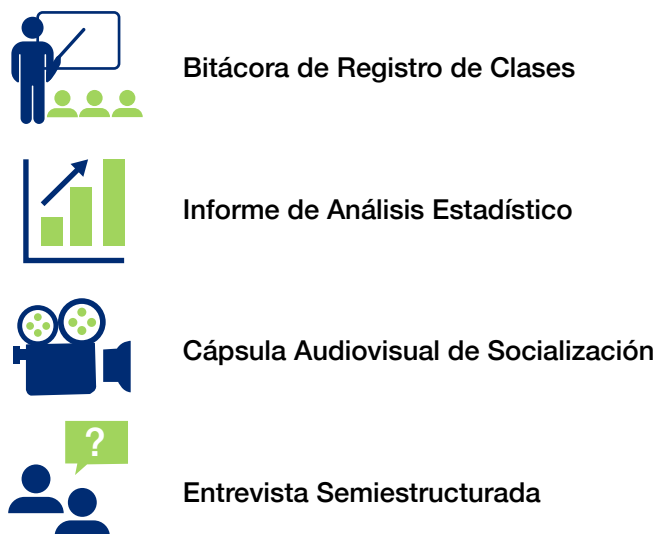 Bitácora de Registro de Clases
Informe de Análisis Estadístico
Cápsula Audiovisual de Socialización
?
Entrevista Semiestructurada